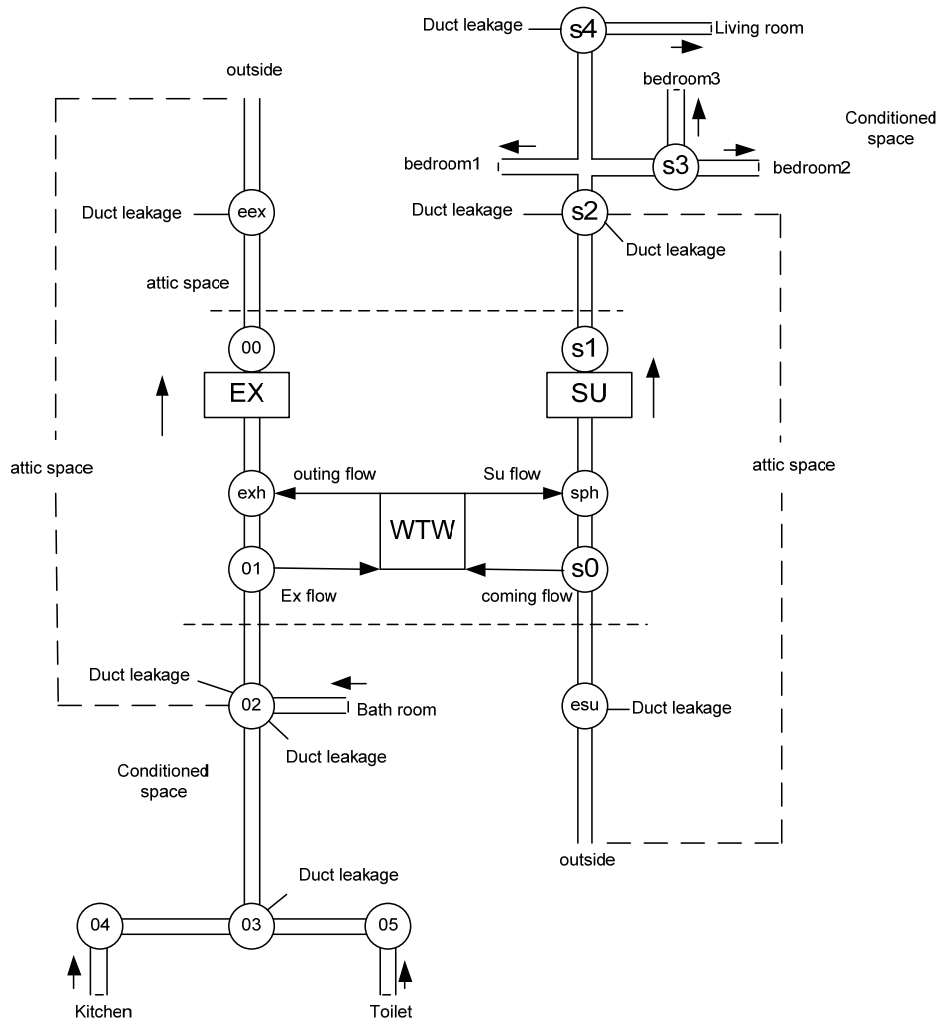 Duct leakage
s4
Living room
outside
bedroom3
Conditioned
space
bedroom1
s3
bedroom2
Duct leakage
eex
Duct leakage
s2
Duct leakage
attic space
00
s1
EX
SU
attic space
attic space
outing flow
Su flow
exh
sph
WTW
01
s0
Ex flow
coming flow
Duct leakage
02
Bath room
esu
Duct leakage
Duct leakage
Conditioned
space
outside
Duct leakage
04
03
05
Kitchen
Toilet